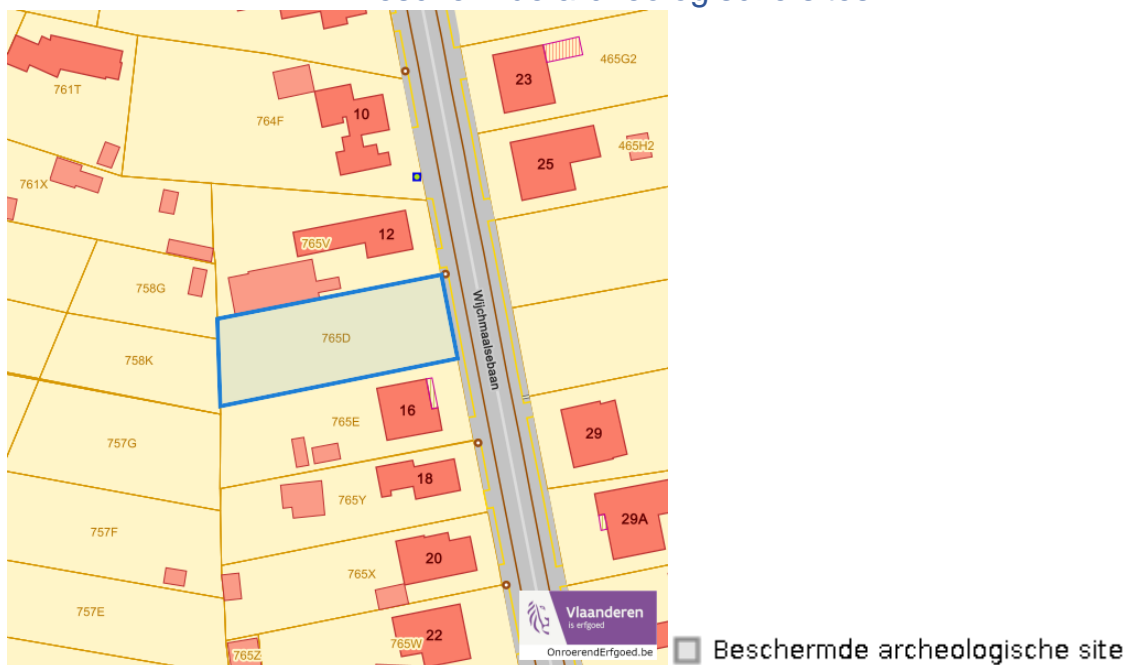 23
465G2
761T
764F
10
25
465H2
761X
765V
12
758G
765D
758K
Wijchmaalsebaan
16
765E
29
757G
18
765Y
29A
757F
20
765X
757E
22
765W
765Z
Vlaanderen
is erfgoed
OnroerendErfgoed.be
Beschermde archeologische site